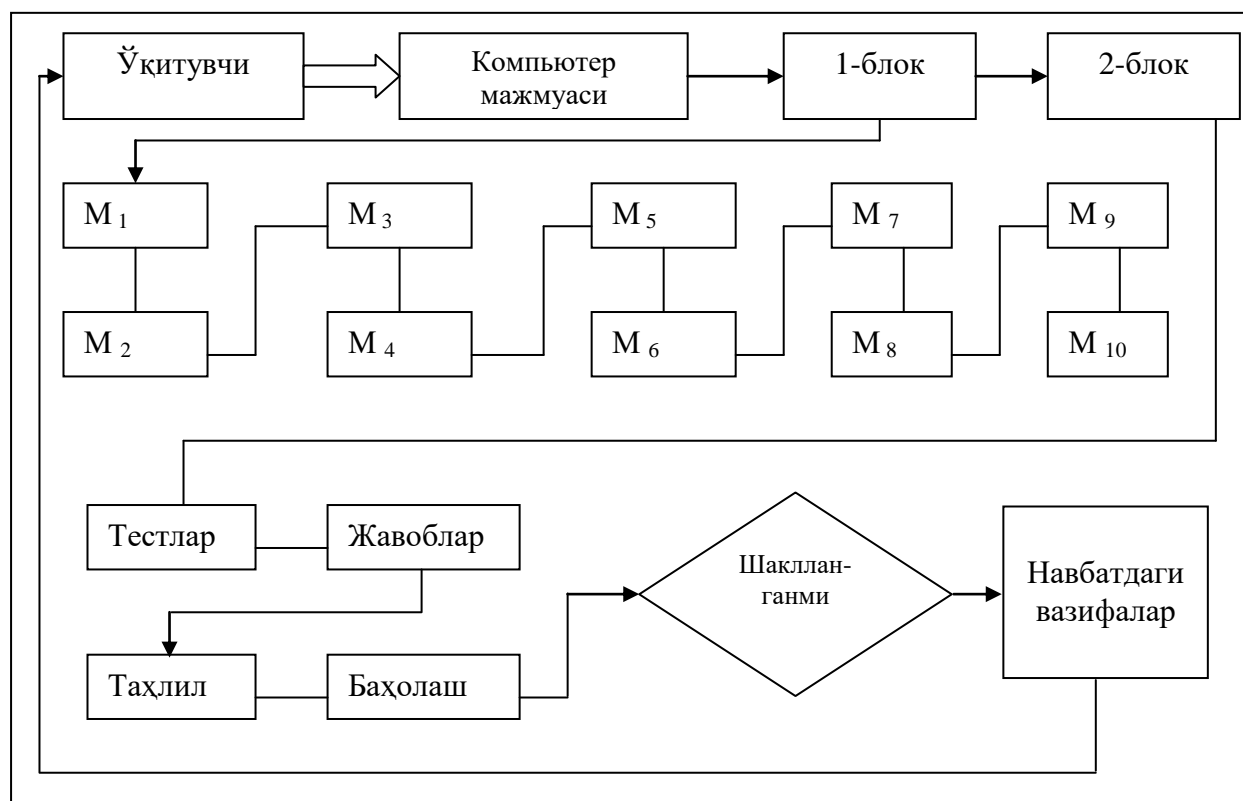 Ўқитувчи
Компьютер
мажмуаси
1-блок
2-блок
М 1
М 3
М 5
М 7
М 9
М 2
М 4
М 6
М 8
М 10
Тестлар
Жавоблар
Шакллан-
ганми
Навбатдаги
вазифалар
Таҳлил
Баҳолаш